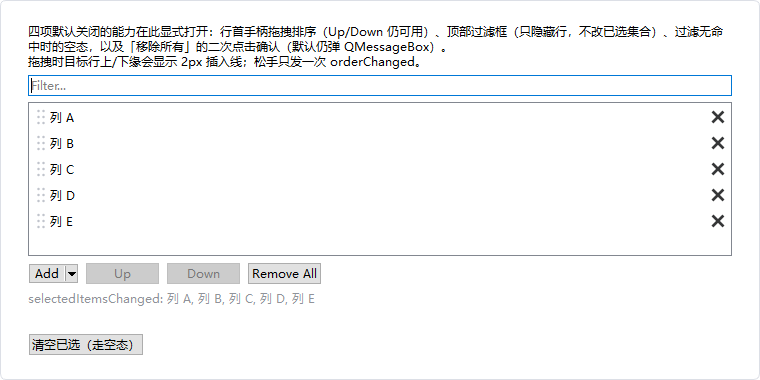 四项默认关闭的能力在此显式打开：行首手柄拖拽排序（Up/Down 仍可用）、顶部过滤框（只隐藏行，不改已选集合）、过滤无命
中时的空态，以及「移除所有」的二次点击确认（默认仍弹 QMessageBox）。
拖拽时目标行上/下缘会显示 2px 插入线；松手只发一次 orderChanged。
Filter...
列 A
列 B
列 C
列 D
列 E
Add Up Down Remove All
selectedItemsChanged: 列 A, 列 B, 列 C, 列 D, 列 E
清空已选（走空态）